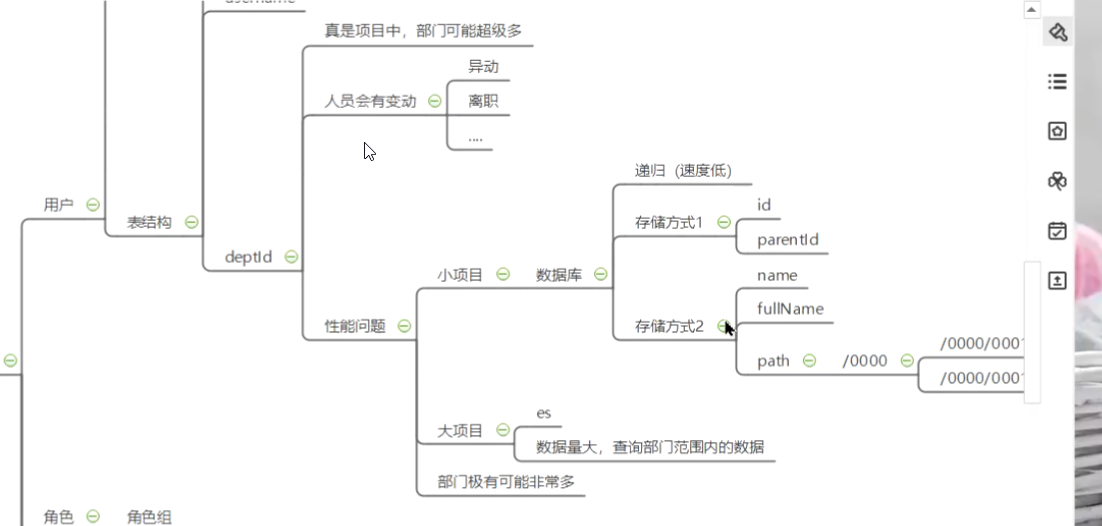 真是项目中，部门可能超级多
异动
人员会有变动
离职
....
递归（速度低）
用户
id
表结构
存储方式1
parentId
deptId
小项目
数据库
name
fullName
性能问题
存储方式2
/0000/0001
path
/0000
/0000/0001
es
大项目
数据量大，查询部门范围内的数据
部门极有可能非常多
角色
角色组